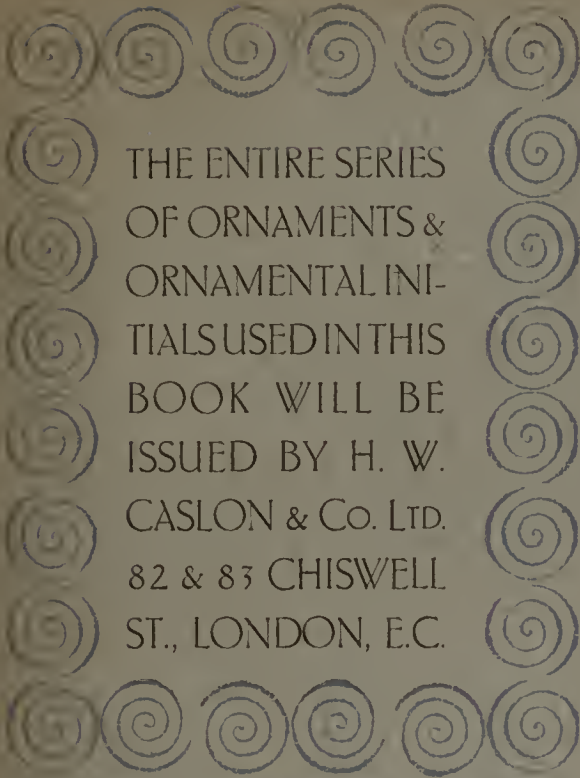 THE ENTIRE SERIES
OF ORNAMENTS &
ORNAMENTAL INI-
TIALS USED IN THIS
BOOK WILL BE
ISSUED BY H. W.
CASLON & CO. LTD.
82 & 83 CHISWELL
ST., LONDON, E.C.